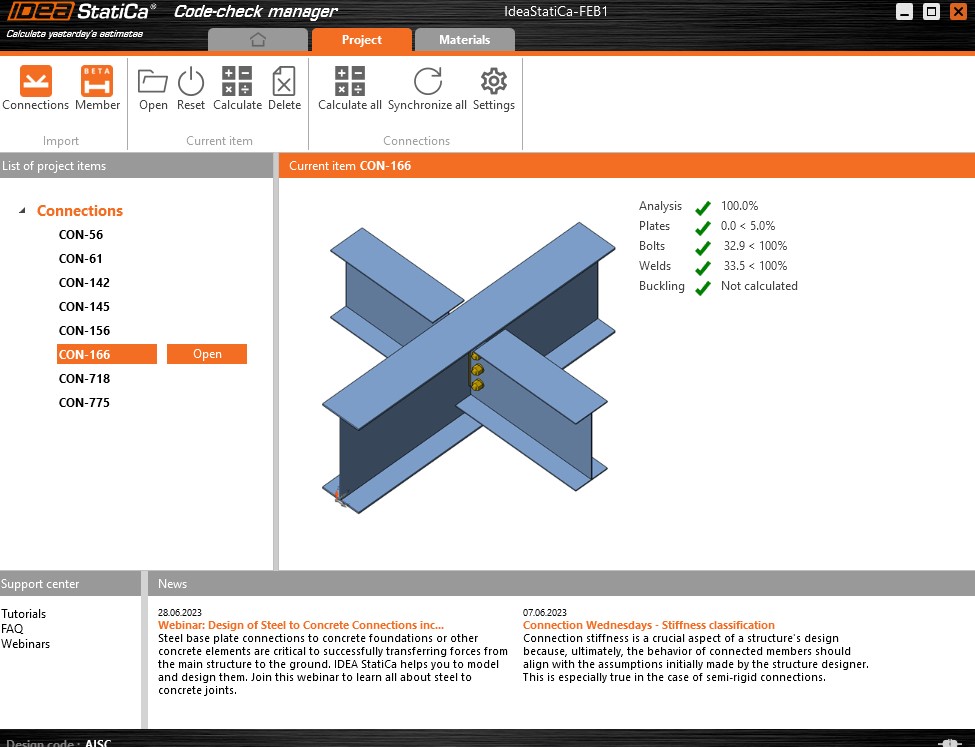 IDEA StatiCa® Code-check manager
IdeaStatiCa-FEB1
Calculate yesterday's estimates
Project
Materials
BETA
Connections
Member
Open
Reset
Calculate
Delete
Calculate all
Synchronize all
Settings
Import
Current item
Connections
List of project items
Current item CON-166
Connections
CON-56
CON-61
CON-142
CON-145
CON-156
CON-166
Open
CON-718
CON-775
Analysis 100.0%
Plates 0.0 < 5.0%
Bolts 32.9 < 100%
Welds 33.5 < 100%
Buckling Not calculated
Support center
Tutorials
FAQ
Webinars
News
28.06.2023
Webinar: Design of Steel to Concrete Connections inc...
Steel base plate connections to concrete foundations or other
concrete elements are critical to successfully transferring forces from
the main structure to the ground. IDEA StatiCa helps you to model
and design them. Join this webinar to learn all about steel to
concrete joints.
07.06.2023
Connection Wednesdays - Stiffness classification
Connection stiffness is a crucial aspect of a structure's design
because, ultimately, the behavior of connected members should
align with the assumptions initially made by the structure designer.
This is especially true in the case of semi-rigid connections.
Design code : AISC